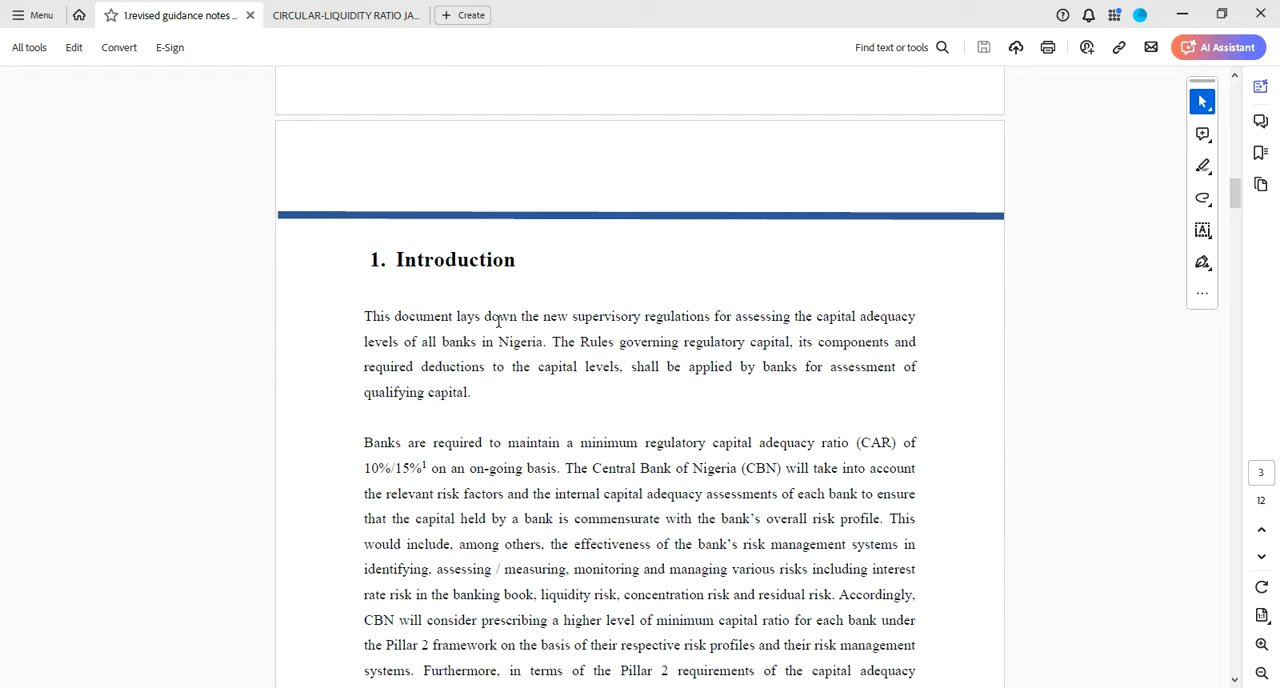 Menu
1.revised guidance notes ...
CIRCULAR-LIQUIDITY RATIO JA...
Create
All tools Edit Convert E-Sign
Find text or tools
AI Assistant
1. Introduction
This document lays down the new supervisory regulations for assessing the capital adequacy
levels of all banks in Nigeria. The Rules governing regulatory capital, its components and
required deductions to the capital levels, shall be applied by banks for assessment of
qualifying capital.
Banks are required to maintain a minimum regulatory capital adequacy ratio (CAR) of
10%/15%¹ on an on-going basis. The Central Bank of Nigeria (CBN) will take into account
the relevant risk factors and the internal capital adequacy assessments of each bank to ensure
that the capital held by a bank is commensurate with the bank's overall risk profile. This
would include, among others, the effectiveness of the bank's risk management systems in
identifying, assessing / measuring, monitoring and managing various risks including interest
rate risk in the banking book, liquidity risk, concentration risk and residual risk. Accordingly,
CBN will consider prescribing a higher level of minimum capital ratio for each bank under
the Pillar 2 framework on the basis of their respective risk profiles and their risk management
systems. Furthermore, in terms of the Pillar 2 requirements of the capital adequacy
3
12